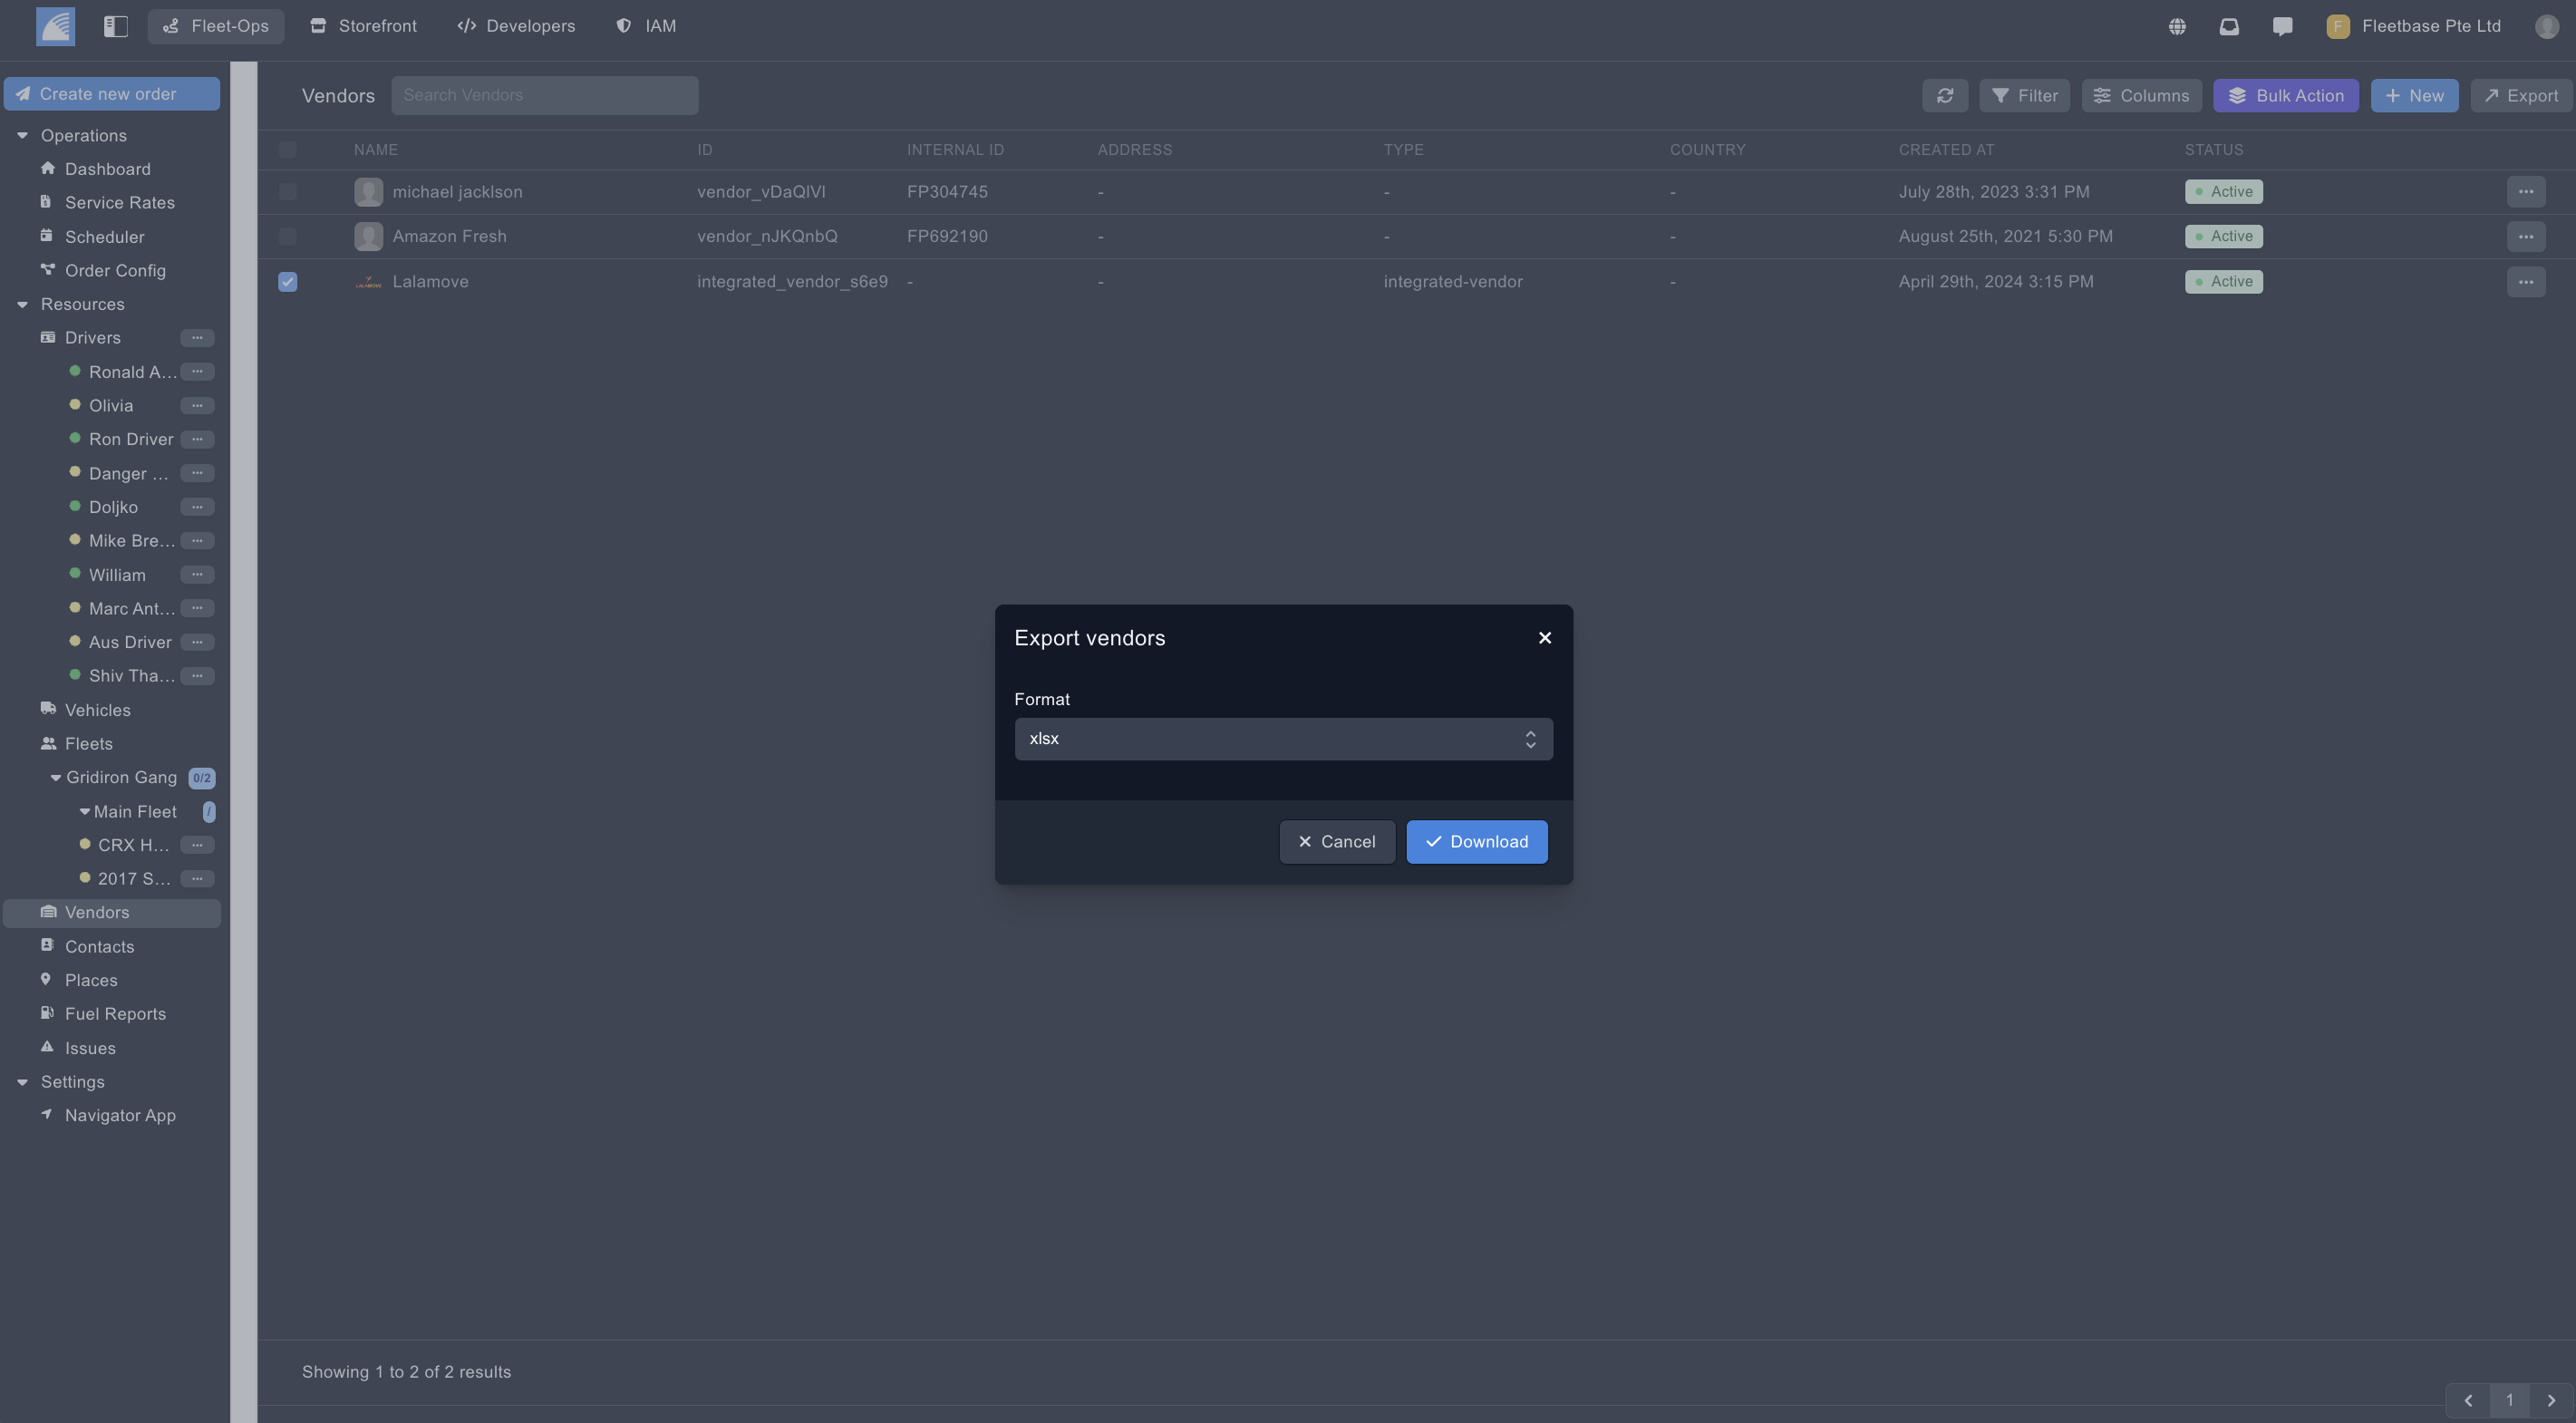 Fleet-Ops Storefront Developers IAM F Fleetbase Pte Ltd
Create new order
Operations
Dashboard
Service Rates
Scheduler
Order Config
Resources
Drivers
Ronald A...
Olivia
Ron Driver
Danger ...
Doljko
Mike Bre...
William
Marc Ant...
Aus Driver
Shiv Tha...
Vehicles
Fleets
Gridiron Gang 0/2
Main Fleet /
CRX H...
2017 S...
Vendors
Contacts
Places
Fuel Reports
Issues
Settings
Navigator App
Vendors Search Vendors Filter Columns Bulk Action New Export
NAME ID INTERNAL ID ADDRESS TYPE COUNTRY CREATED AT STATUS
michael jacklson vendor_vDaQlVI FP304745 - - - July 28th, 2023 3:31 PM Active
Amazon Fresh vendor_nJKQnbQ FP692190 - - - August 25th, 2021 5:30 PM Active
Lalamove integrated_vendor_s6e9 - - integrated-vendor - April 29th, 2024 3:15 PM Active
Export vendors
Format
xlsx
Cancel Download
Showing 1 to 2 of 2 results
1